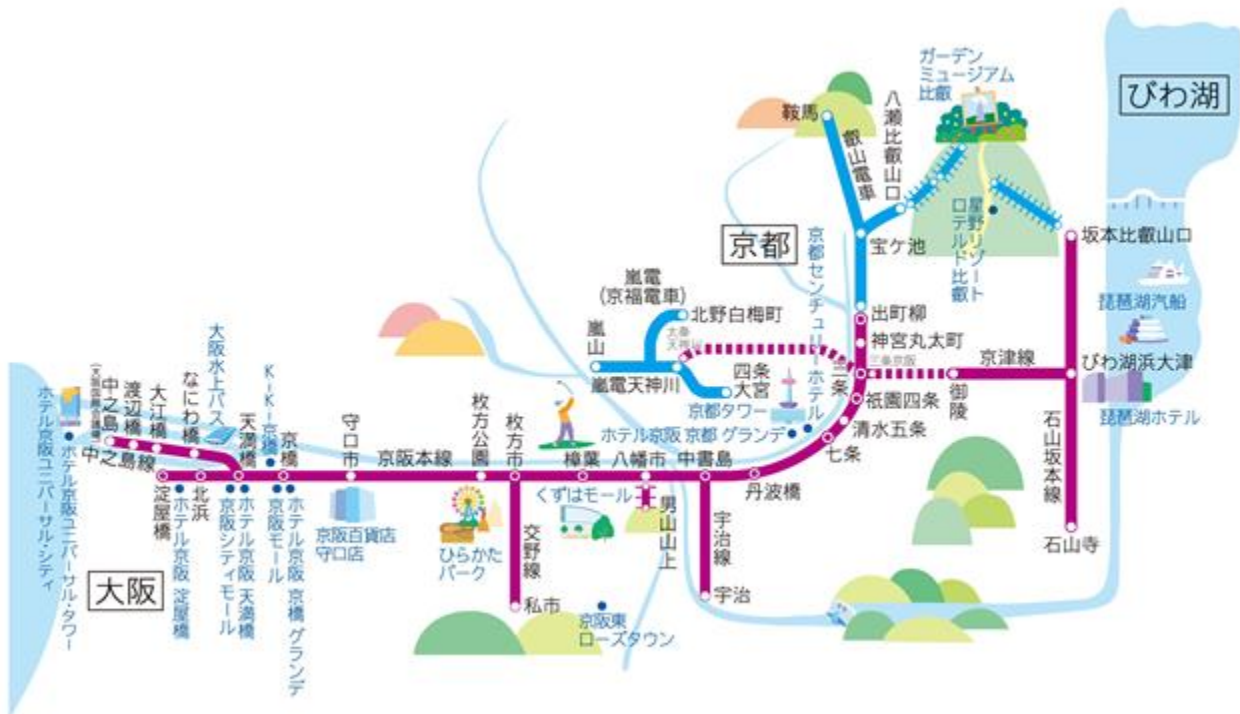 ガーデン
ミュージアム
比叡
びわ湖
鞍馬
叡山電車
八瀬比叡山口
星野リゾート
ロテルド比叡
坂本比叡山口
宝ケ池
京都
京都センチュリーホテル
琵琶湖汽船
嵐電
(京福電車)
北野白梅町
出町柳
神宮丸太町
嵐山
嵐電天神川
四条
大宮
三条
三条京阪
御陵
京津線
びわ湖浜大津
琵琶湖ホテル
京都タワー
祇園四条
清水五条
七条
ホテル京阪 京都 グランデ
石山坂本線
石山寺
大阪水上バス
K-K-京橋
中之島
渡辺橋
大江橋
なにわ橋
天満橋
京橋
守口市
京阪本線
枚方公園
枚方市
樟葉
八幡市
中書島
丹波橋
中之島線
淀屋橋
北浜
ホテル京阪ユニバーサル・シティ
ホテル京阪ユニバーサル・タワー
大阪
ホテル京阪 淀屋橋
京阪シティモール
ホテル京阪 天満橋
京阪モール
ホテル京阪 京橋 グランデ
京阪百貨店
守口店
ひらかた
パーク
交野線
私市
くずはモール
男山山上
宇治線
宇治
京阪東
ローズタウン